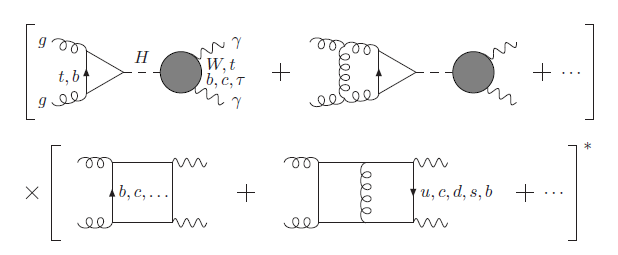 g H γ
t, b W, t
b, c, τ
g γ
+ + ⋯
× b, c, … + u, c, d, s, b + ⋯ *